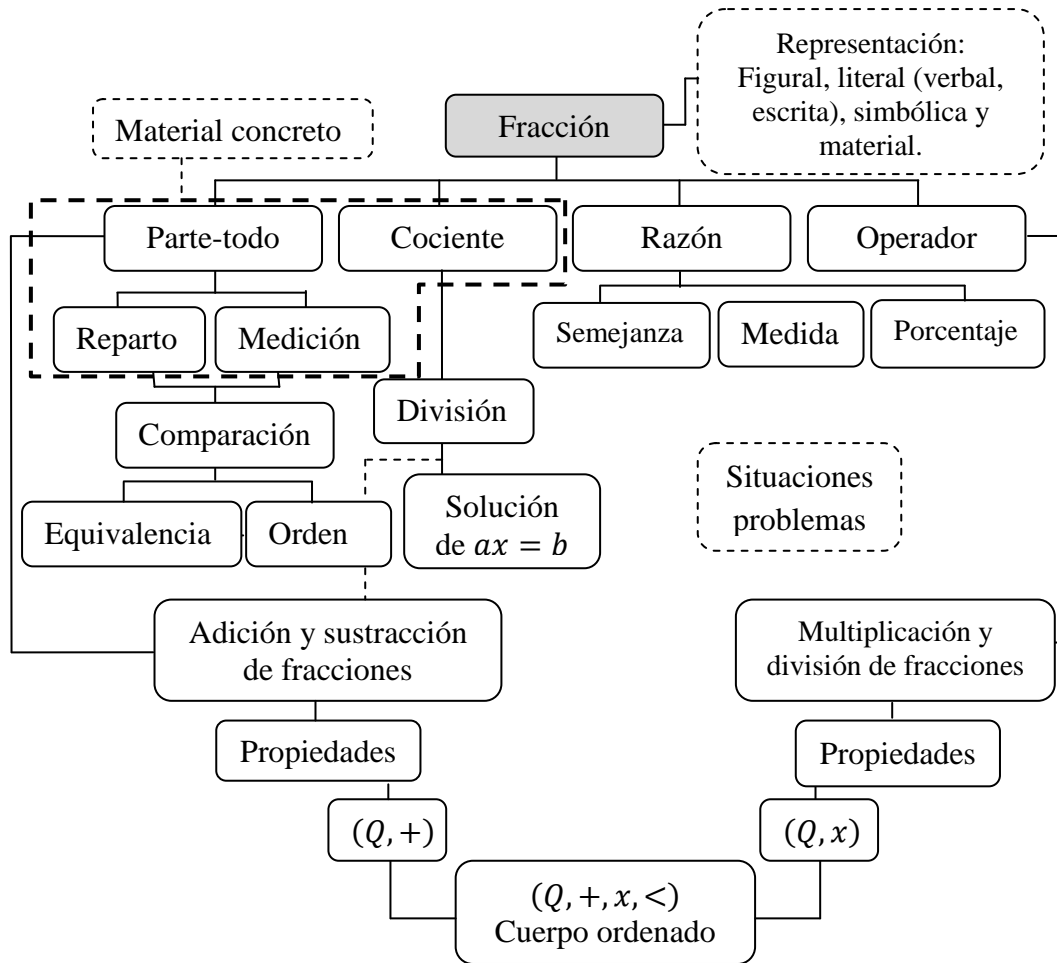 Representación:
Figural, literal (verbal,
escrita), simbólica y
material.
Material concreto
Fracción
Parte-todo
Cociente
Razón
Operador
Reparto
Medición
Semejanza
Medida
Porcentaje
Comparación
División
Equivalencia
Orden
Solución
de ax = b
Situaciones
problemas
Adición y sustracción
de fracciones
Multiplicación y
división de fracciones
Propiedades
Propiedades
(Q, +)
(Q, x)
(Q, +, x, <)
Cuerpo ordenado